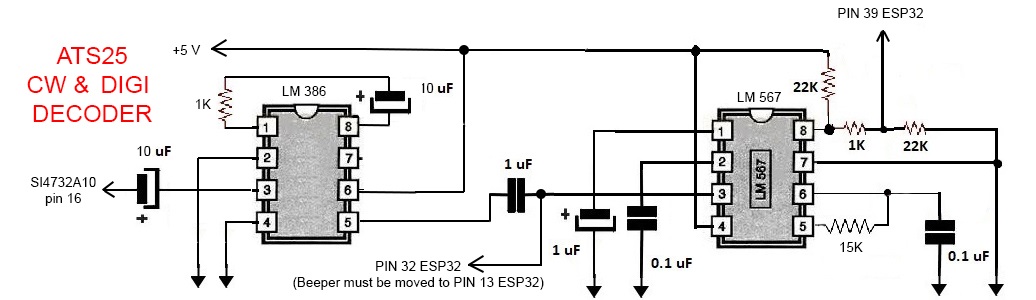 PIN 39 ESP32
+5 V
ATS25
CW & DIGI
DECODER
LM 386
10 uF
+
1K
22K
LM 567
1
2
3
4
8
7
6
5
1
2
3
4
8
7
6
5
LM 567
1K
22K
10 uF
+
SI4732A10
pin 16
1 uF
+
1 uF
0.1 uF
15K
0.1 uF
PIN 32 ESP32
(Beeper must be moved to PIN 13 ESP32)